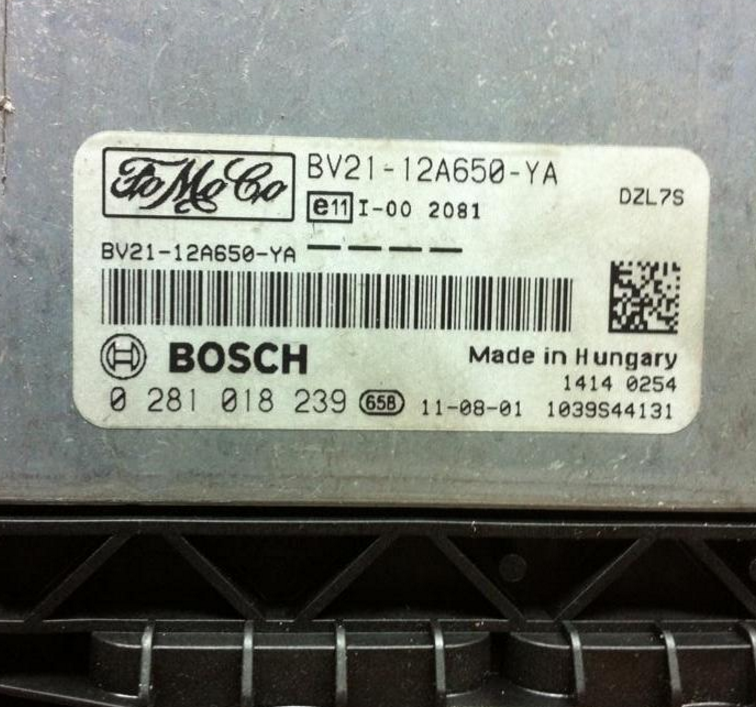 FoMoCo
BV21-12A650-YA
DZL7S
e11 I-00 2081
BV21-12A650-YA
BOSCH
Made in Hungary
1414 0254
0 281 018 239 65B 11-08-01 1039S44131